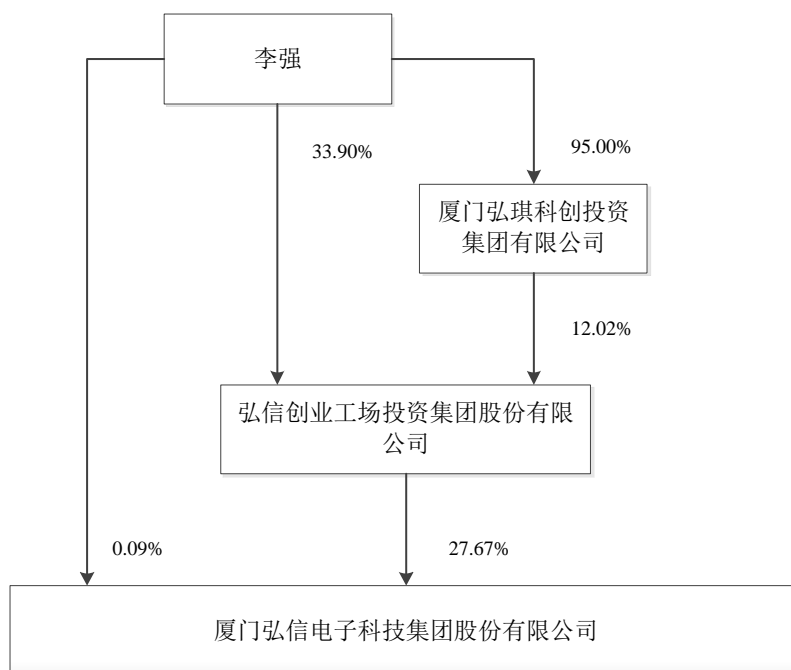 李强
33.90%
95.00%
厦门弘琪科创投资
集团有限公司
12.02%
弘信创业工场投资集团股份有限
公司
0.09%
27.67%
厦门弘信电子科技集团股份有限公司